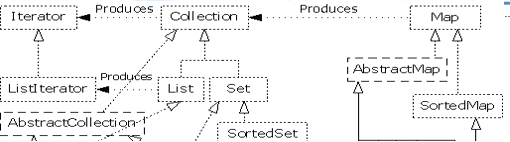 Iterator Produces Collection Produces Map
AbstractMap
Produces
ListIterator List Set
SortedMap
AbstractCollection
SortedSet